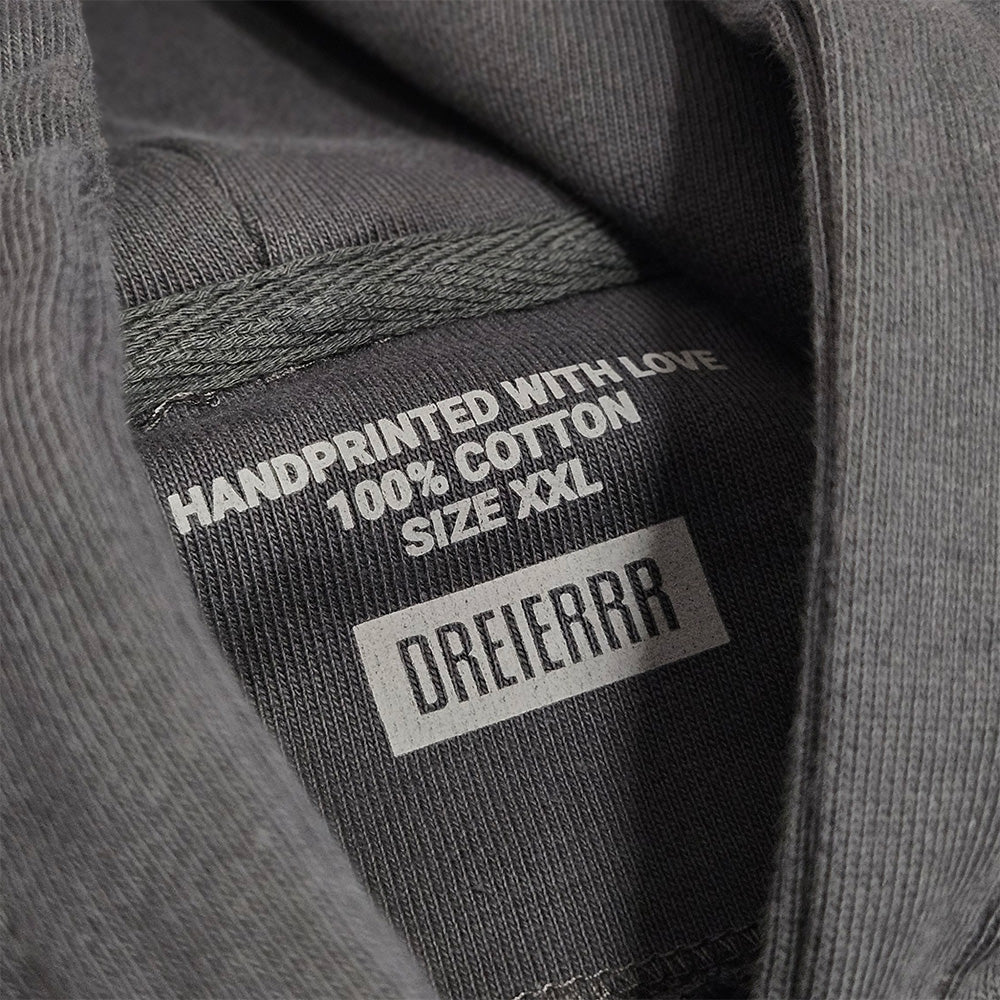 HANDPRINTED WITH LOVE
100% COTTON
SIZE XXL
DREIERRR